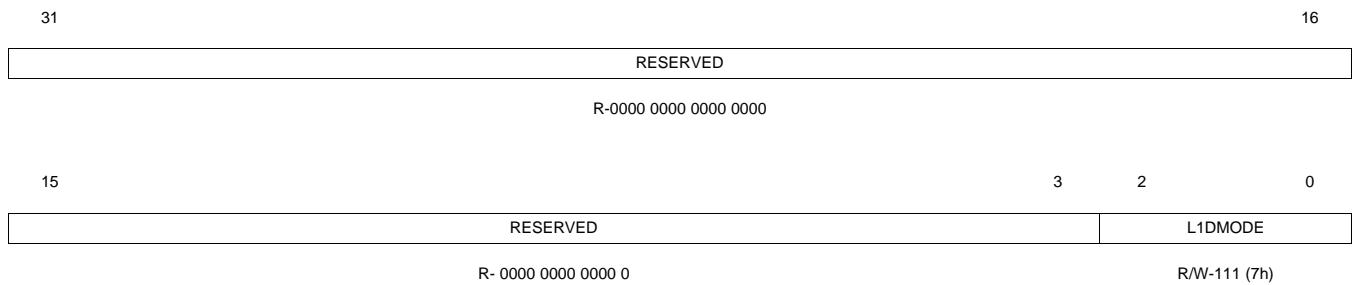 31 16
RESERVED
R-0000 0000 0000 0000
15 3 2 0
RESERVED L1DMODE
R- 0000 0000 0000 0 R/W-111 (7h)